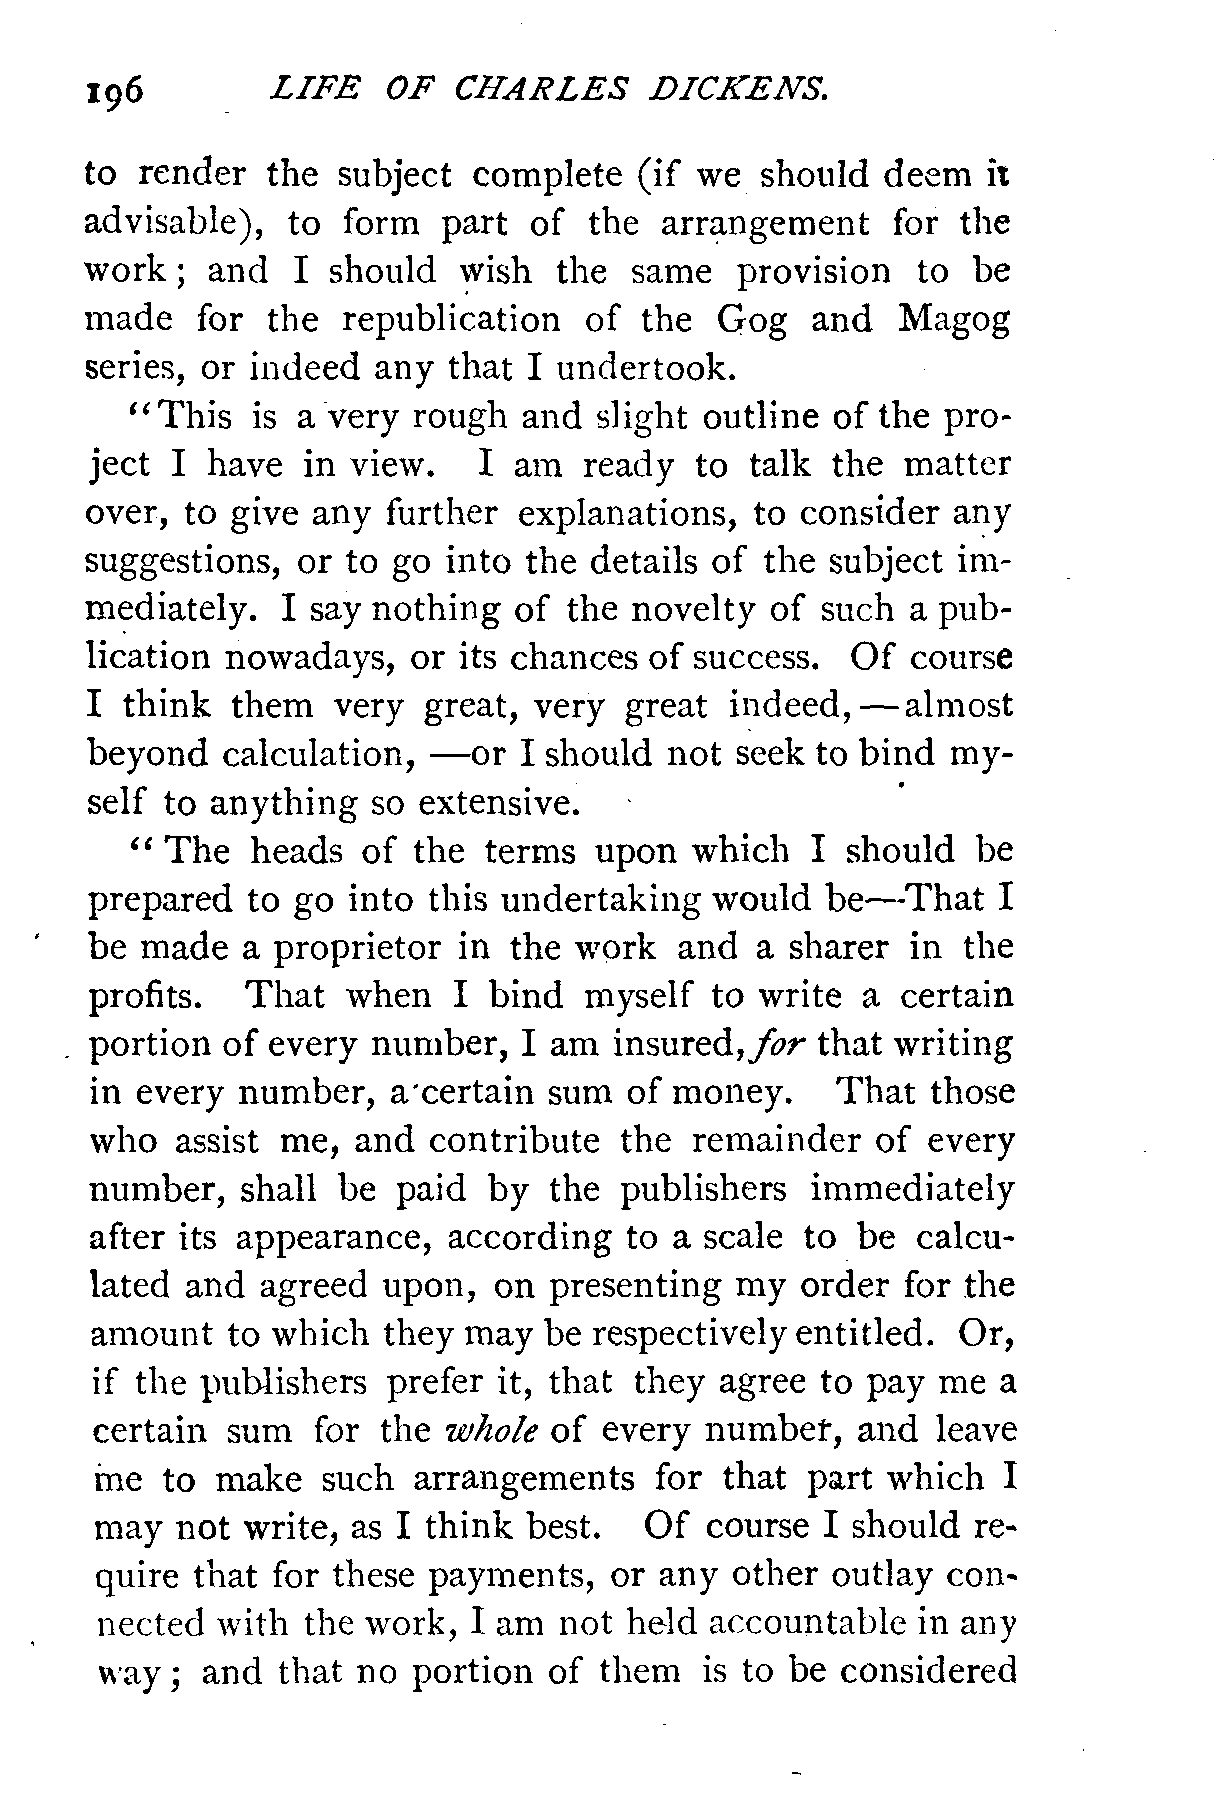 196 LIFE OF CHARLES DICKENS.
to render the subject complete (if we should deem it
advisable), to form part of the arrangement for the
work; and I should wish the same provision to be
made for the republication of the Gog and Magog
series, or indeed any that I undertook.
"This is a very rough and slight outline of the pro-
ject I have in view. I am ready to talk the matter
over, to give any further explanations, to consider any
suggestions, or to go into the details of the subject im-
mediately. I say nothing of the novelty of such a pub-
lication nowadays, or its chances of success. Of course
I think them very great, very great indeed,—almost
beyond calculation,—or I should not seek to bind my-
self to anything so extensive.
"The heads of the terms upon which I should be
prepared to go into this undertaking would be—That I
be made a proprietor in the work and a sharer in the
profits. That when I bind myself to write a certain
portion of every number, I am insured, for that writing
in every number, a certain sum of money. That those
who assist me, and contribute the remainder of every
number, shall be paid by the publishers immediately
after its appearance, according to a scale to be calcu-
lated and agreed upon, on presenting my order for the
amount to which they may be respectively entitled. Or,
if the publishers prefer it, that they agree to pay me a
certain sum for the whole of every number, and leave
me to make such arrangements for that part which I
may not write, as I think best. Of course I should re-
quire that for these payments, or any other outlay con-
nected with the work, I am not held accountable in any
way; and that no portion of them is to be considered